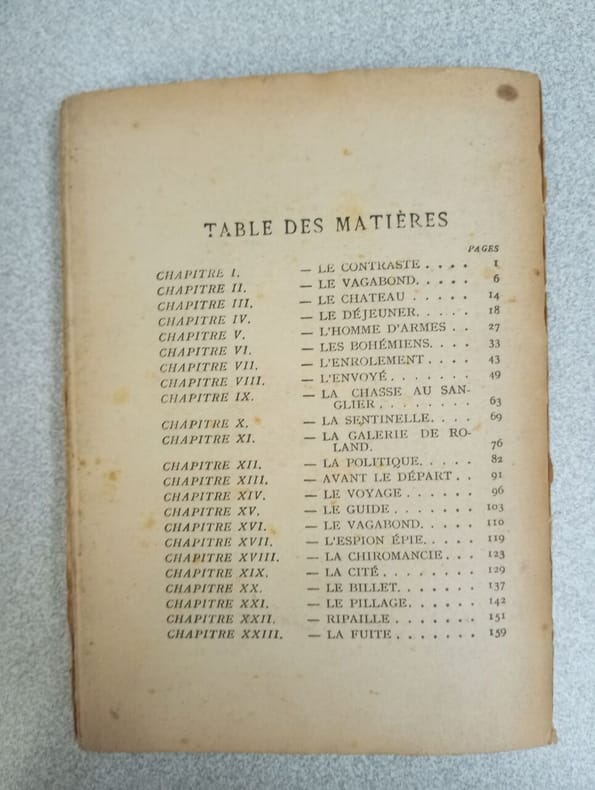 TABLE DES MATIÈRES
PAGES
CHAPITRE I. — LE CONTRASTE . . . . 1
CHAPITRE II. — LE VAGABOND. . . . . 6
CHAPITRE III. — LE CHATEAU . . . . . 14
CHAPITRE IV. — LE DÉJEUNER. . . . . 18
CHAPITRE V. — L'HOMME D'ARMES . . 27
CHAPITRE VI. — LES BOHÉMIENS. . . . 33
CHAPITRE VII. — L'ENROLEMENT . . . . 43
CHAPITRE VIII. — L'ENVOYÉ . . . . . . . 49
CHAPITRE IX. — LA CHASSE AU SAN-
GLIER . . . . . . . . 63
CHAPITRE X. — LA SENTINELLE. . . . 69
CHAPITRE XI. — LA GALERIE DE RO-
LAND. 76
CHAPITRE XII. — LA POLITIQUE. . . . . 82
CHAPITRE XIII. — AVANT LE DÉPART . . 91
CHAPITRE XIV. — LE VOYAGE . . . . . . 96
CHAPITRE XV. — LE GUIDE . . . . . . . 103
CHAPITRE XVI. — LE VAGABOND. . . . . 110
CHAPITRE XVII. — L'ESPION ÉPIE. . . . . 119
CHAPITRE XVIII. — LA CHIROMANCIE . . . 123
CHAPITRE XIX. — LA CITÉ . . . . . . . . 129
CHAPITRE XX. — LE BILLET. . . . . . . 137
CHAPITRE XXI. — LE PILLAGE. . . . . . 142
CHAPITRE XXII. — RIPAILLE . . . . . . . 151
CHAPITRE XXIII. — LA FUITE . . . . . . . 159